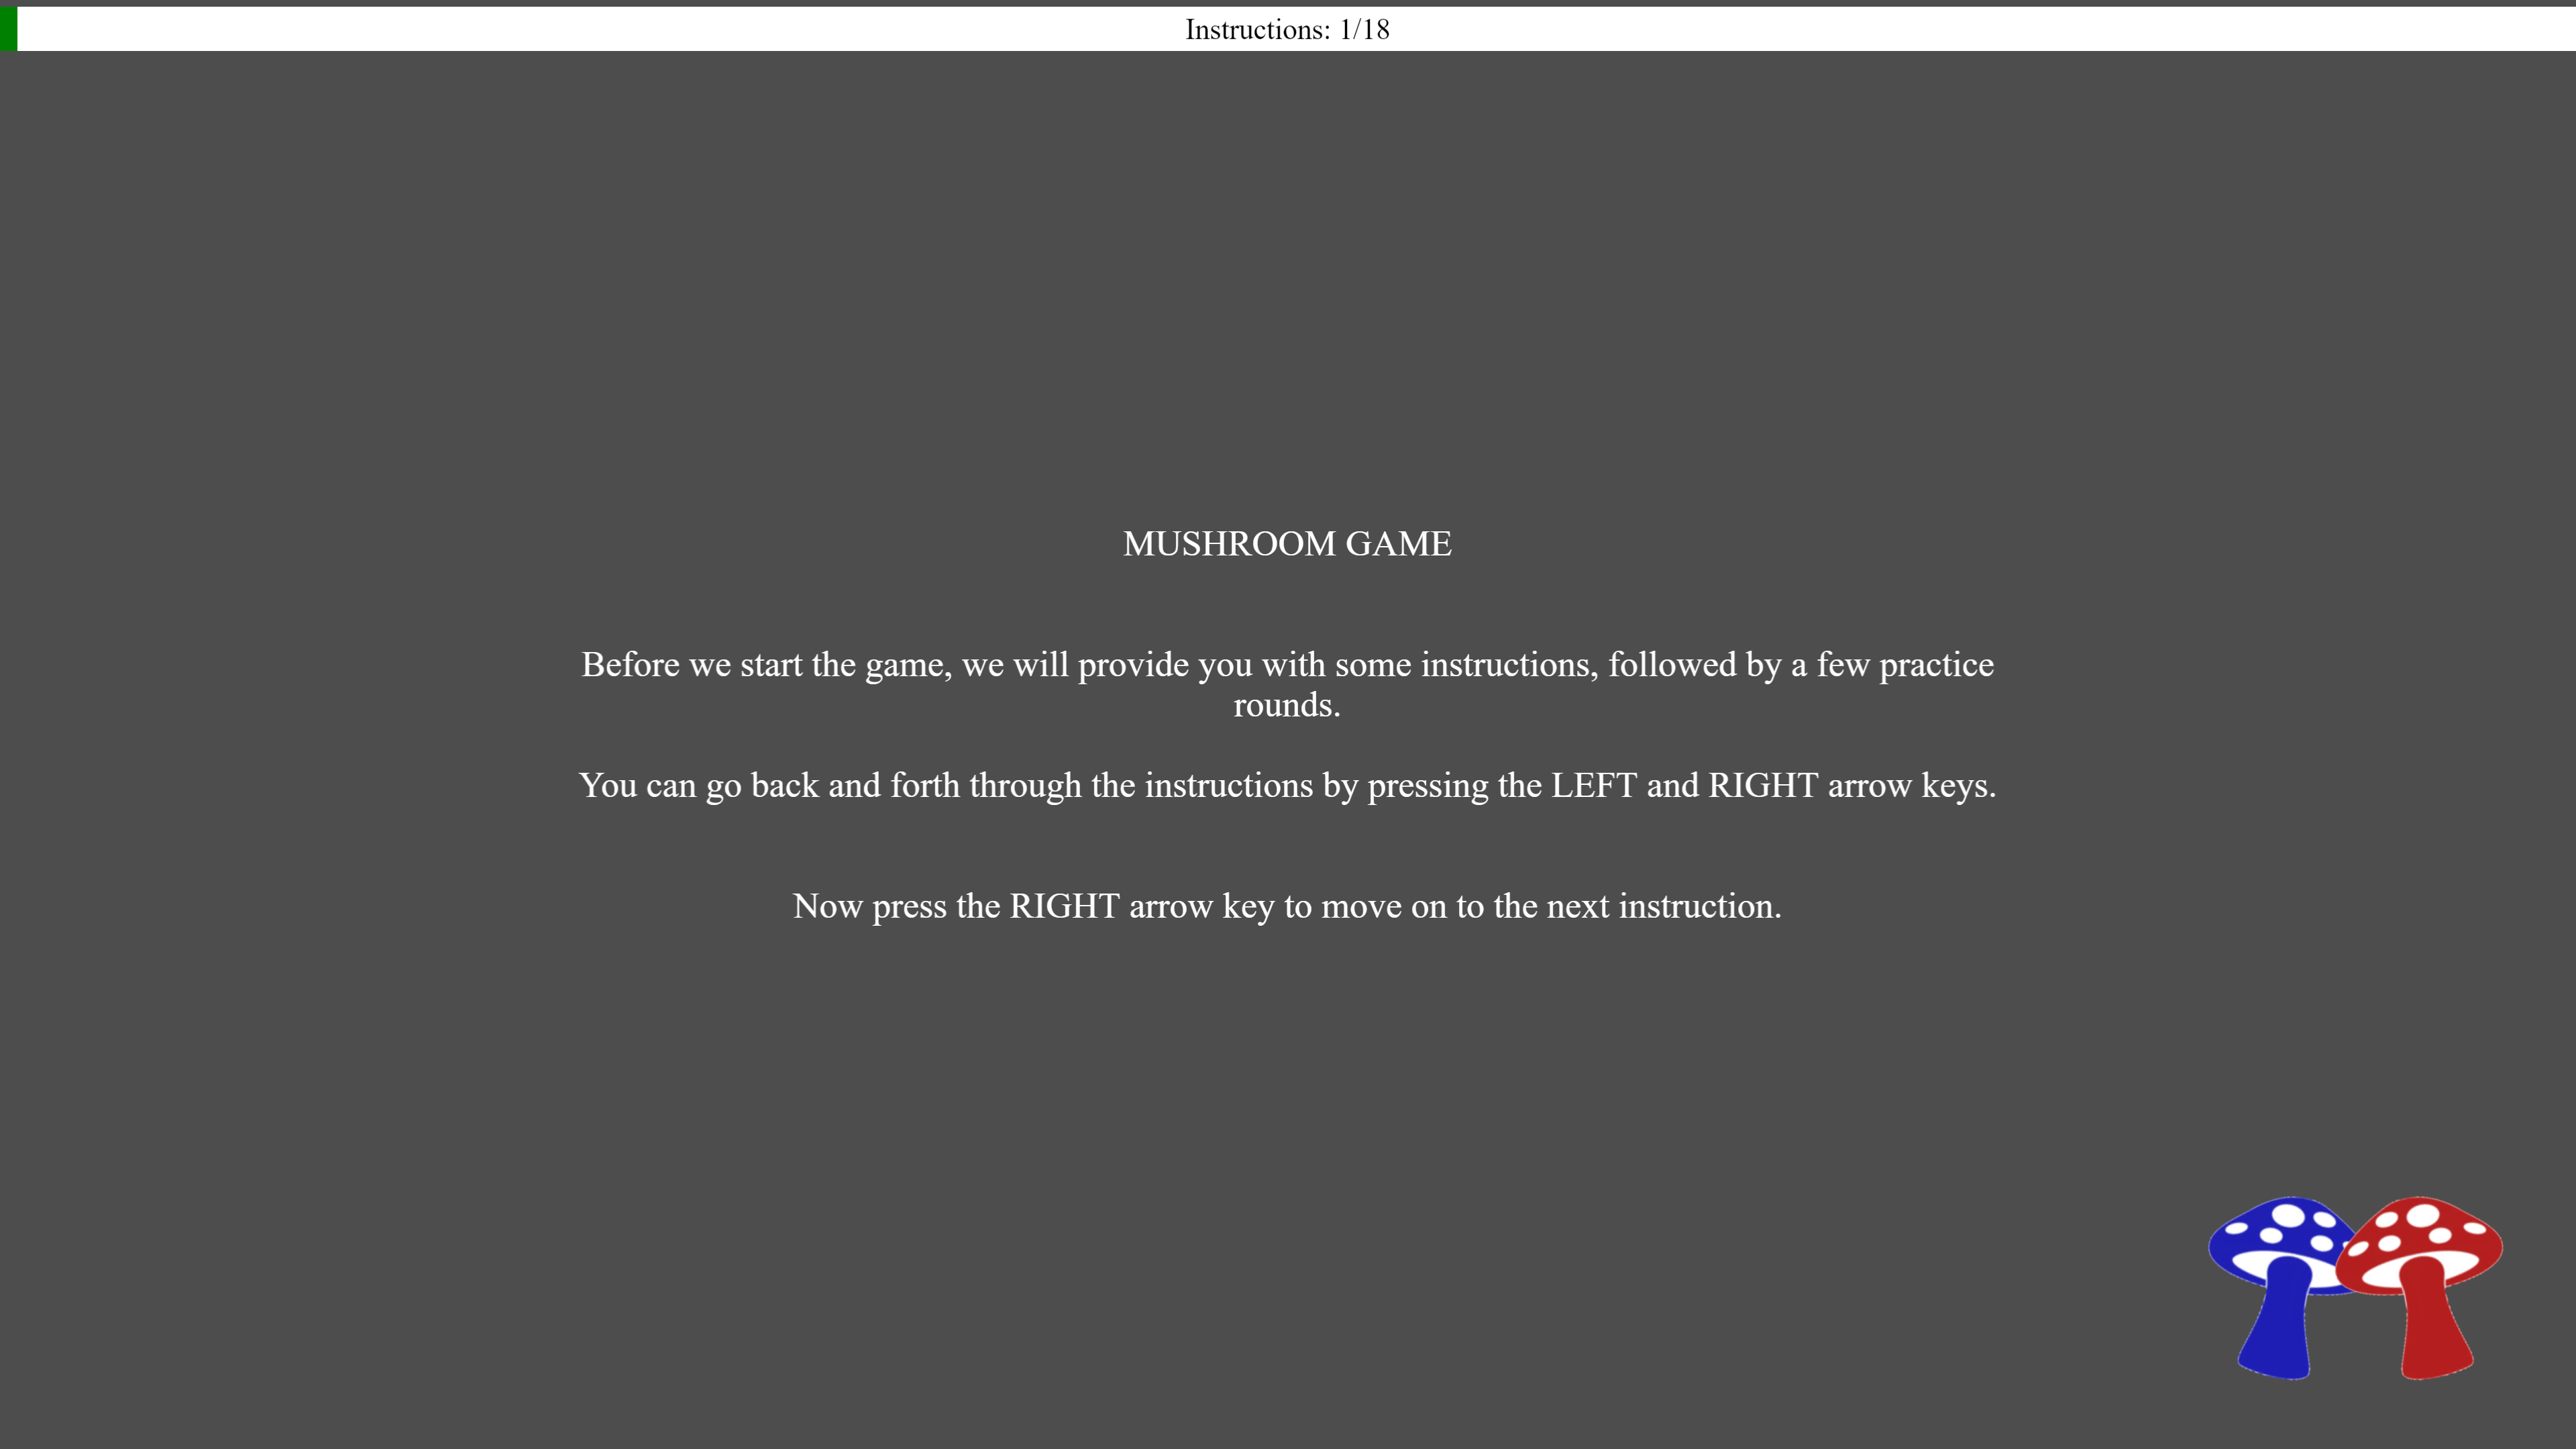 Instructions: 1/18
MUSHROOM GAME
Before we start the game, we will provide you with some instructions, followed by a few practice
rounds.
You can go back and forth through the instructions by pressing the LEFT and RIGHT arrow keys.
Now press the RIGHT arrow key to move on to the next instruction.